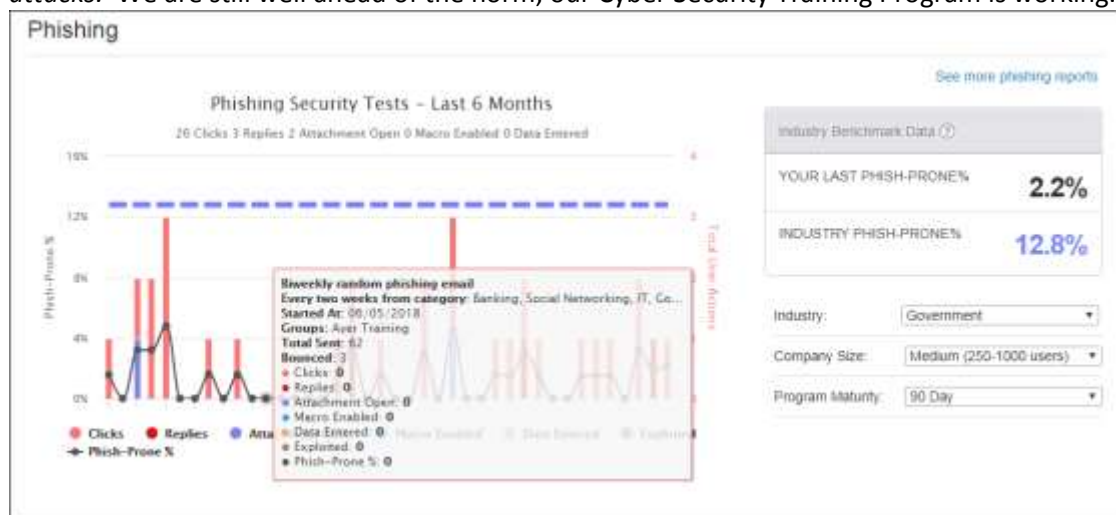 attacks. We are still well ahead of the norm, our Cyber Security Training Program is working.
Phishing
See more phishing reports
Phishing Security Tests - Last 6 Months
26 Clicks 3 Replies 2 Attachment Open 0 Macro Enabled 0 Data Entered
Industry Benchmark Data
YOUR LAST PHISH-PRONE%
2.2%
INDUSTRY PHISH-PRONE%
12.8%
Industry:
Government
Company Size:
Medium (250-1000 users)
Program Maturity:
90 Day
16%
12%
8%
4%
0%
Phish-Prone %
4
Total User Actions
Biweekly random phishing email
Every two weeks from category: Banking, Social Networking, IT, Co...
Started At: 06/05/2018
Groups: Ayer Training
Total Sent: 62
Bounced: 3
Clicks: 0
Replies: 0
Attachment Open: 0
Macro Enabled: 0
Data Entered: 0
Exploited: 0
Phish-Prone %: 0
Clicks Replies Atta Macro Enabled Data Entered Exploited
Phish-Prone %